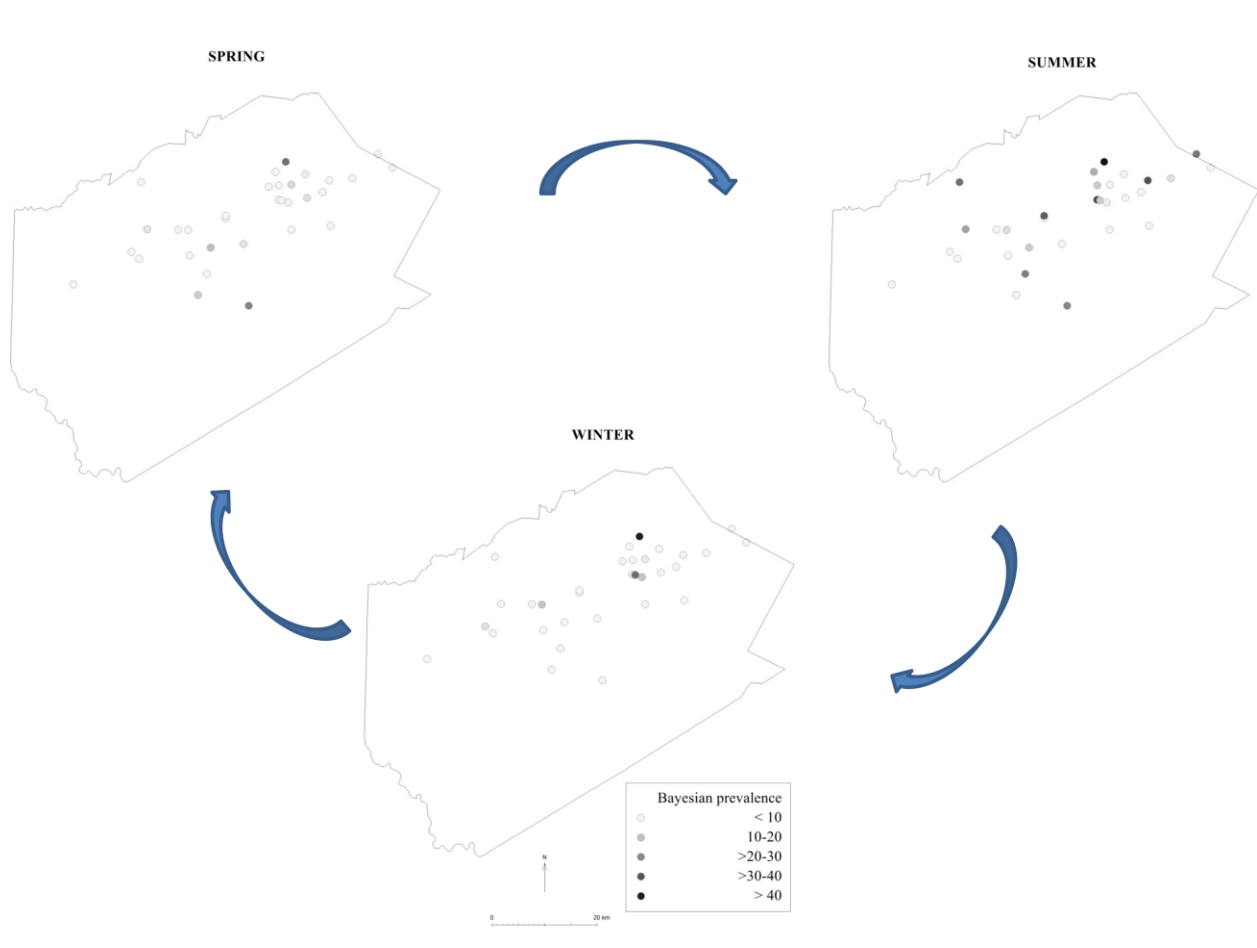 SPRING
SUMMER
WINTER
Bayesian prevalence
< 10
10-20
>20-30
>30-40
> 40
N
0 20 km